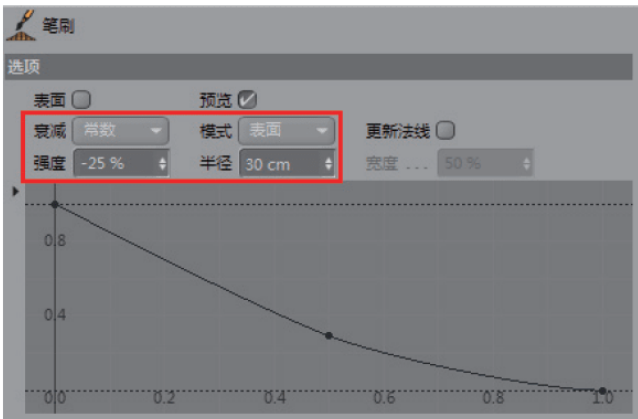 笔刷
选项
表面 预览
衰减 常数 模式 表面 更新法线
强度 -25 % 半径 30 cm 宽度 ... 50 %
0.8
0.4
0.0 0.2 0.4 0.6 0.8 1.0